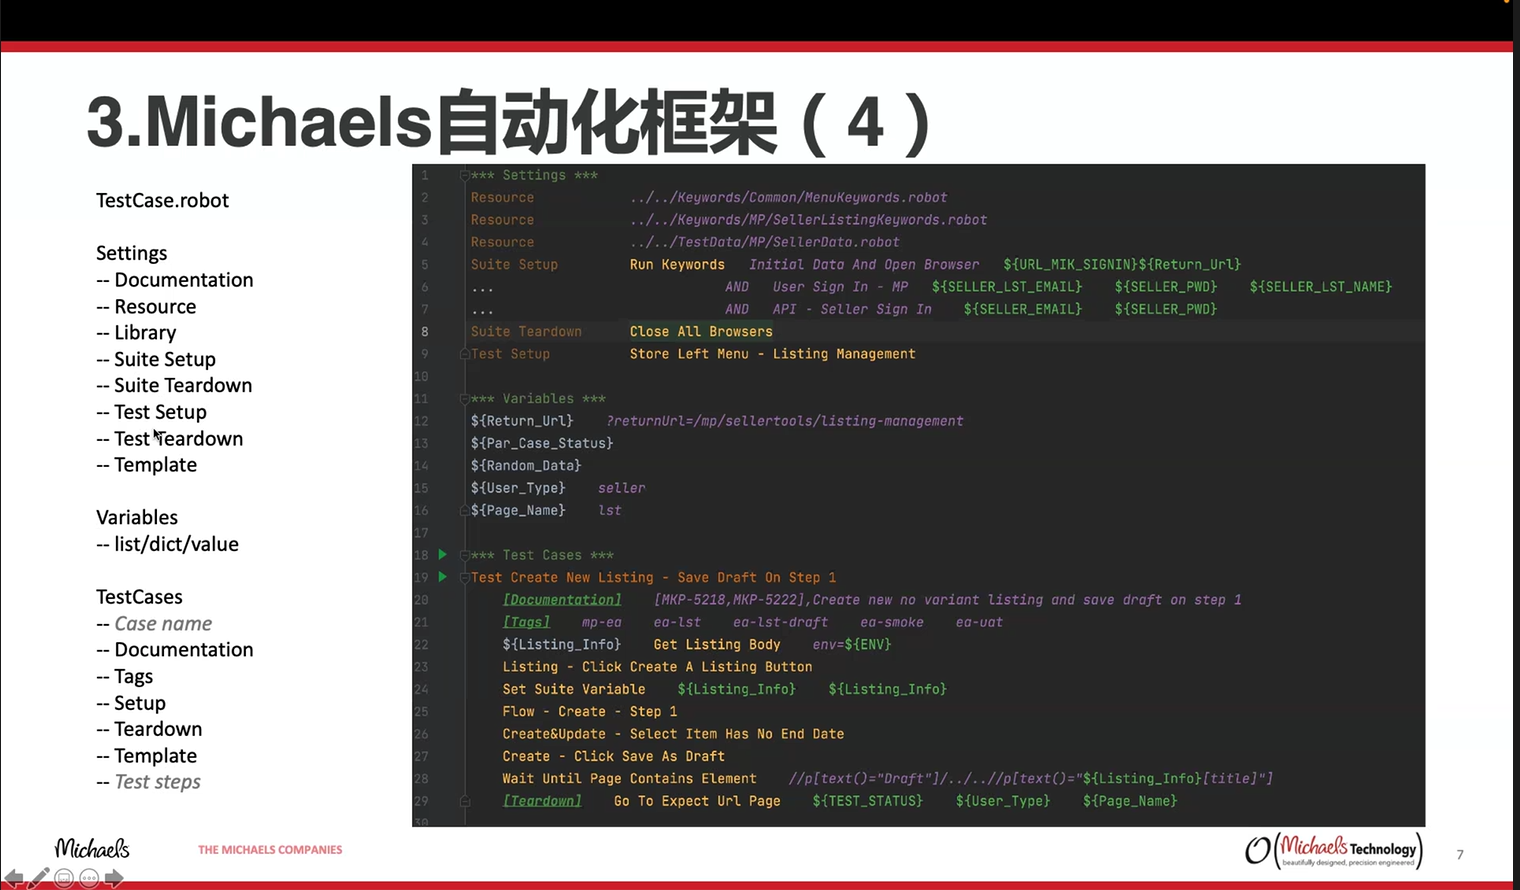 3.Michaels自动化框架（4）
TestCase.robot
Settings
-- Documentation
-- Resource
-- Library
-- Suite Setup
-- Suite Teardown
-- Test Setup
-- Test Teardown
-- Template
Variables
-- list/dict/value
TestCases
-- Case name
-- Documentation
-- Tags
-- Setup
-- Teardown
-- Template
-- Test steps
1 *** Settings ***
2 Resource ../../Keywords/Common/MenuKeywords.robot
3 Resource ../../Keywords/MP/SellerListingKeywords.robot
4 Resource ../../TestData/MP/SellerData.robot
5 Suite Setup Run Keywords Initial Data And Open Browser ${URL_MIK_SIGNIN}${Return_Url}
6 ... AND User Sign In - MP ${SELLER_LST_EMAIL} ${SELLER_PWD} ${SELLER_LST_NAME}
7 ... AND API - Seller Sign In ${SELLER_EMAIL} ${SELLER_PWD}
8 Suite Teardown Close All Browsers
9 Test Setup Store Left Menu - Listing Management
10
11 *** Variables ***
12 ${Return_Url} ?returnUrl=/mp/sellertools/listing-management
13 ${Par_Case_Status}
14 ${Random_Data}
15 ${User_Type} seller
16 ${Page_Name} lst
17
18 *** Test Cases ***
19 Test Create New Listing - Save Draft On Step 1
20 [Documentation] [MKP-5218,MKP-5222],Create new no variant listing and save draft on step 1
21 [Tags] mp-ea ea-lst ea-lst-draft ea-smoke ea-uat
22 ${Listing_Info} Get Listing Body env=${ENV}
23 Listing - Click Create A Listing Button
24 Set Suite Variable ${Listing_Info} ${Listing_Info}
25 Flow - Create - Step 1
26 Create&Update - Select Item Has No End Date
27 Create - Click Save As Draft
28 Wait Until Page Contains Element //p[text()="Draft"]/../..//p[text()="${Listing_Info}[title]"]
29 [Teardown] Go To Expect Url Page ${TEST_STATUS} ${User_Type} ${Page_Name}
30
Michaels
THE MICHAELS COMPANIES
Michaels Technology
beautifully designed, precision engineered
7